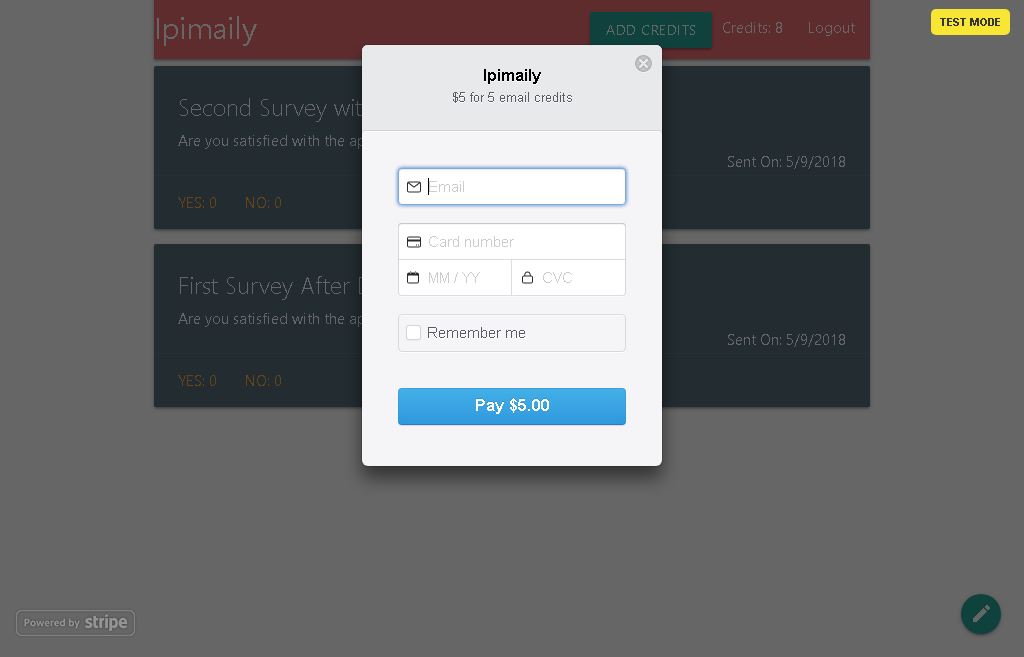 Ipimaily
ADD CREDITS
Credits: 8
Logout
TEST MODE
Ipimaily
$5 for 5 email credits
Second Survey wit
Are you satisfied with the ap
Sent On: 5/9/2018
YES: 0 NO: 0
Email
Card number
MM / YY
CVC
Remember me
Pay $5.00
First Survey After
Are you satisfied with the ap
Sent On: 5/9/2018
YES: 0 NO: 0
Powered by stripe